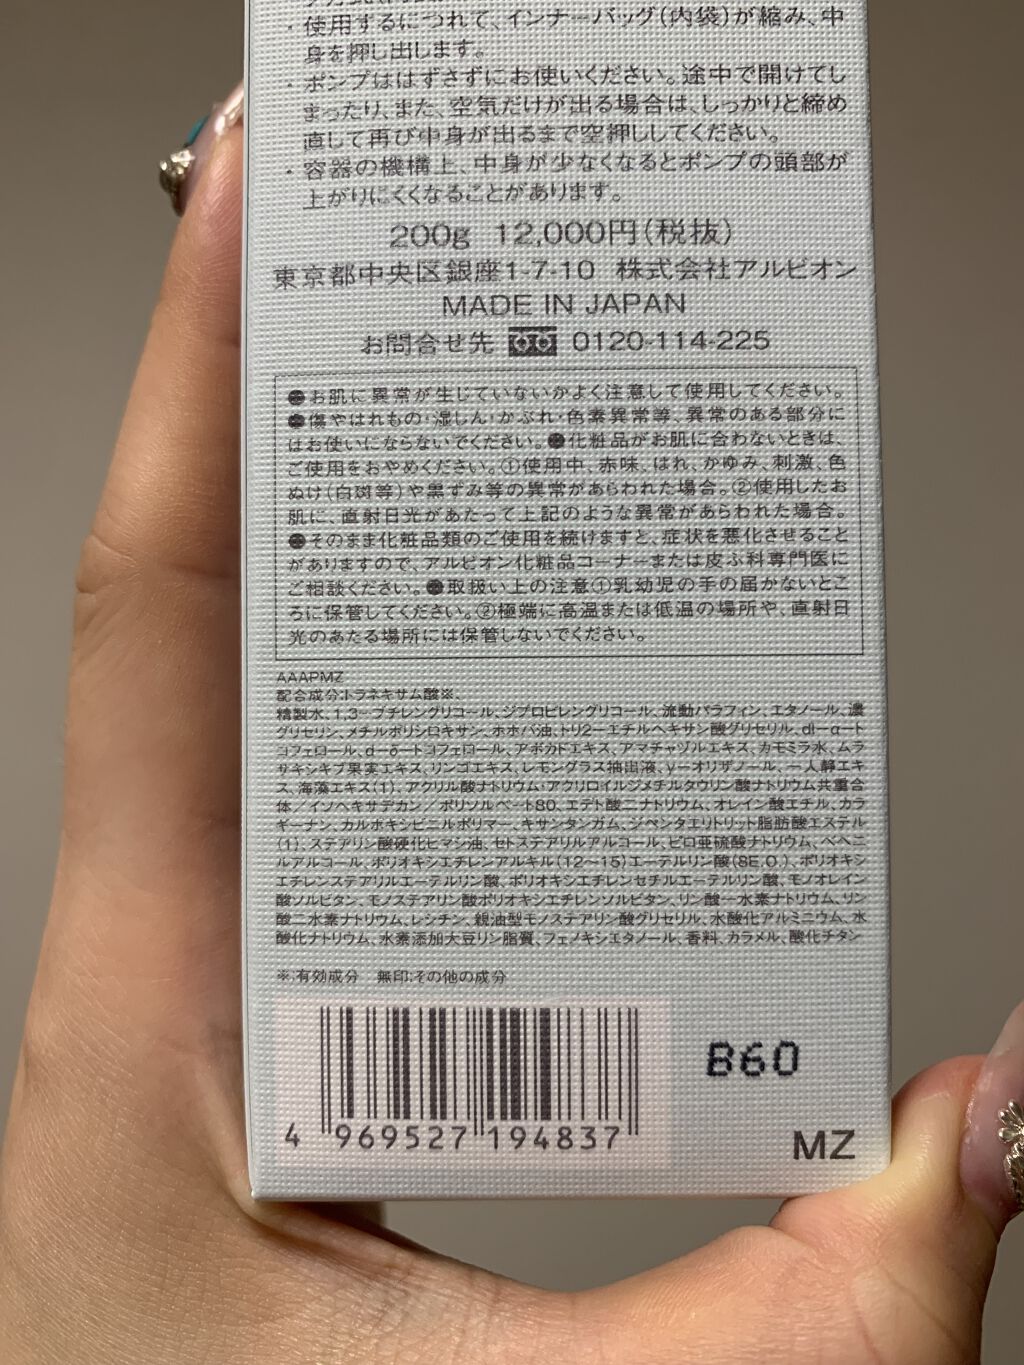 ・使用するにつれて、インナーバッグ(内袋)が縮み、中
身を押し出します。
・ポンプははずさずにお使いください。途中で開けてし
まったり、また、空気だけが出る場合は、しっかりと締め
直して再び中身が出るまで空押ししてください。
・容器の機構上、中身が少なくなるとポンプの頭部が
上がりにくくなることがあります。
200g 12,000円(税抜)
東京都中央区銀座1-7-10 株式会社アルビオン
MADE IN JAPAN
お問合せ先 0120-114-225
●お肌に異常が生じていないかよく注意して使用してください。
●傷やはれもの・湿しん・かぶれ・色素異常等、異常のある部分に
はお使いにならないでください。●化粧品がお肌に合わないときは、
ご使用をおやめください。①使用中、赤味、はれ、かゆみ、刺激、色
ぬけ(白斑等)や黒ずみ等の異常があらわれた場合。②使用したお
肌に、直射日光があたって上記のような異常があらわれた場合。
●そのまま化粧品類のご使用を続けますと、症状を悪化させること
がありますので、アルビオン化粧品コーナーまたは皮ふ科専門医に
ご相談ください。●取扱い上の注意①乳幼児の手の届かないとこ
ろに保管してください。②極端に高温または低温の場所や、直射日
光のあたる場所には保管しないでください。
AAAPMZ
配合成分:トラネキサム酸※、
精製水、1,3-ブチレングリコール、ジプロピレングリコール、流動パラフィン、エタノール、濃
グリセリン、メチルポリシロキサン、ホホバ油、トリ2-エチルヘキサン酸グリセリル、dl-α-ト
コフェロール、d-δ-トコフェロール、アボカドエキス、アマチャヅルエキス、カモミラ水、ムラ
サキシキブ果実エキス、リンゴエキス、レモングラス抽出液、γ-オリザノール、一人静エキ
ス、海藻エキス(1)、アクリル酸ナトリウム・アクリロイルジメチルタウリン酸ナトリウム共重合
体/イソヘキサデカン/ポリソルベート80、エデト酸二ナトリウム、オレイン酸エチル、カラ
ギーナン、カルボキシビニルポリマー、キサンタンガム、ジペンタエリトリット脂肪酸エステル
(1)、ステアリン酸硬化ヒマシ油、セトステアリルアルコール、ピロ亜硫酸ナトリウム、ベヘニ
ルアルコール、ポリオキシエチレンアルキル(12~15)エーテルリン酸(8E.O.)、ポリオキシ
エチレンステアリルエーテルリン酸、ポリオキシエチレンセチルエーテルリン酸、モノオレイン
酸ソルビタン、モノステアリン酸ポリオキシエチレンソルビタン、リン酸一水素ナトリウム、リン
酸二水素ナトリウム、レシチン、親油型モノステアリン酸グリセリル、水酸化アルミニウム、水
酸化ナトリウム、水素添加大豆リン脂質、フェノキシエタノール、香料、カラメル、酸化チタン
※:有効成分 無印:その他の成分
B60
4 969527 194837
MZ